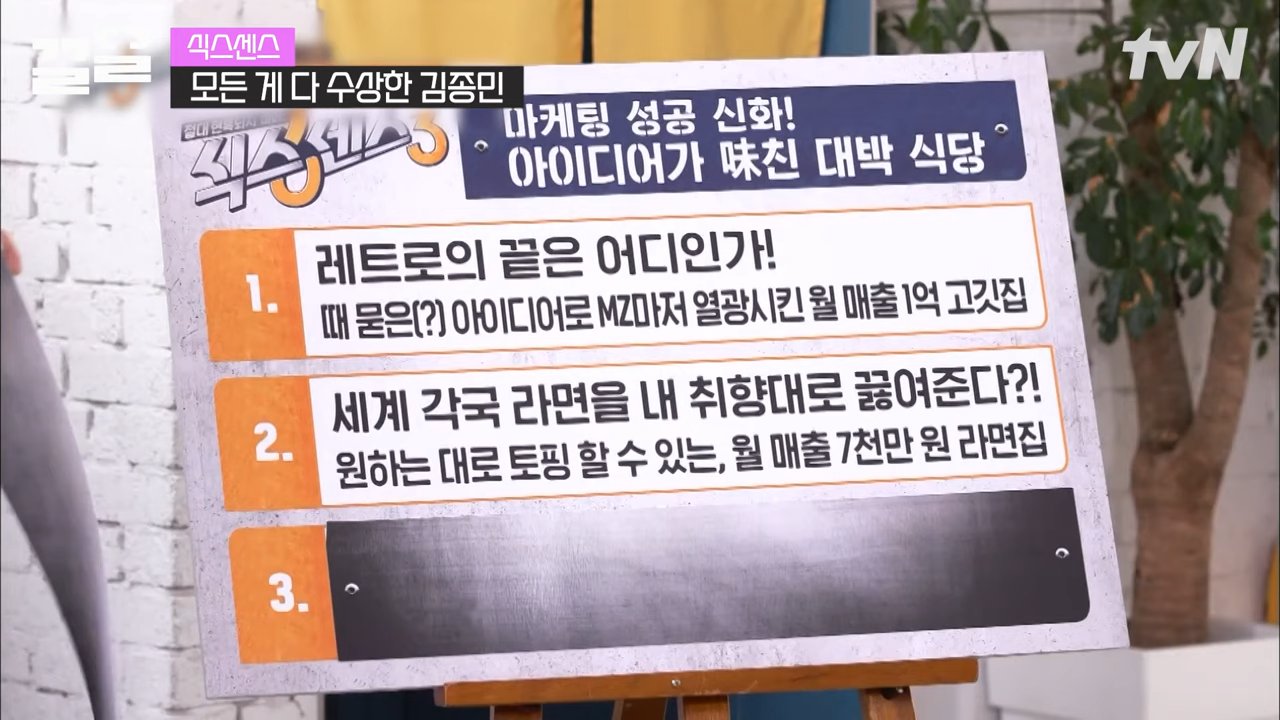 끌올
식스센스
모든 게 다 수상한 김종민
tvN
식스센스3
마케팅 성공 신화!
아이디어가 味친 대박 식당
1.
레트로의 끝은 어디인가!
때 묻은(?) 아이디어로 MZ마저 열광시킨 월 매출 1억 고깃집
2.
세계 각국 라면을 내 취향대로 끓여준다?!
원하는 대로 토핑 할 수 있는, 월 매출 7천만 원 라면집
3.